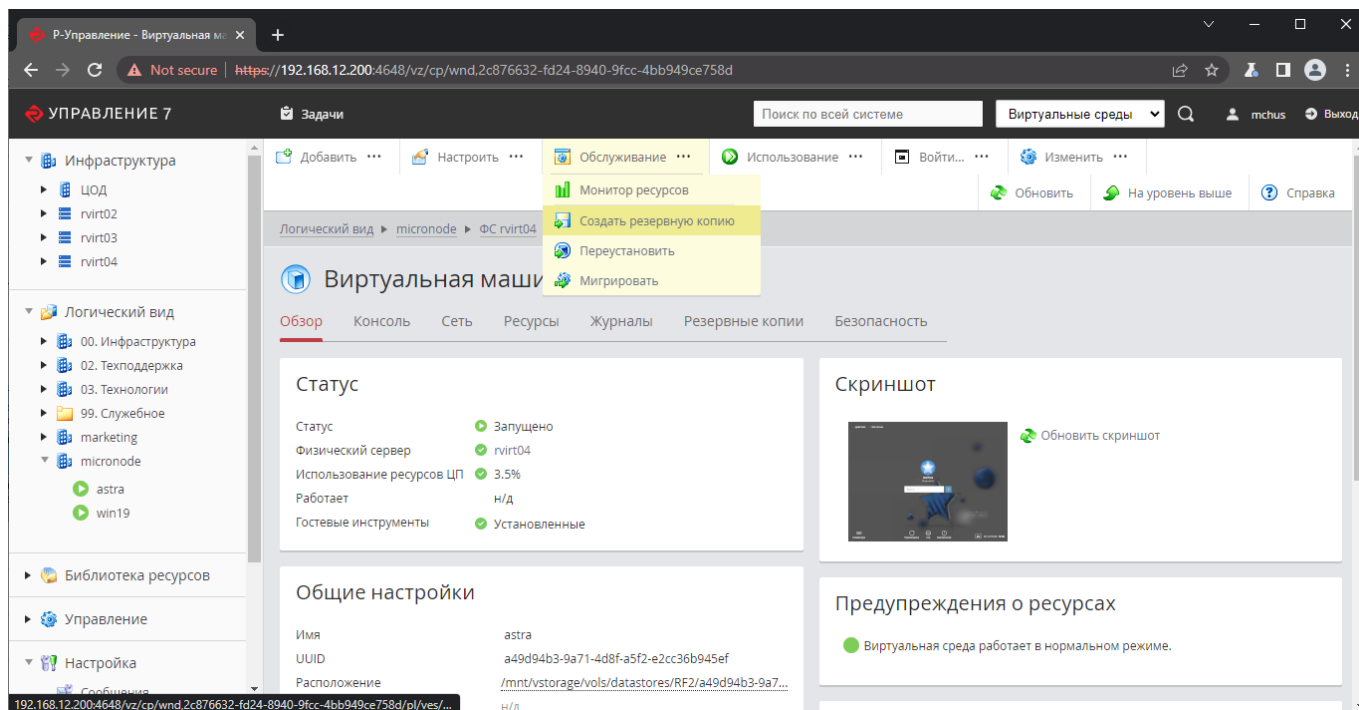 Р-Управление - Виртуальная ма
Not secure | https://192.168.12.200:4648/vz/cp/wnd,2c876632-fd24-8940-9fcc-4bb949ce758d
УПРАВЛЕНИЕ 7
Задачи
Поиск по всей системе
Виртуальные среды
mchus
Выход
Инфраструктура
ЦОД
rvirt02
rvirt03
rvirt04
Логический вид
00. Инфраструктура
02. Техподдержка
03. Технологии
99. Служебное
marketing
micronode
astra
win19
Библиотека ресурсов
Управление
Настройка
Сообщения
192.168.12.200:4648/vz/cp/wnd,2c876632-fd24-8940-9fcc-4bb949ce758d/pl/ves/...
Добавить ···
Настроить ···
Обслуживание ···
Использование ···
Войти... ···
Изменить ···
Монитор ресурсов
Создать резервную копию
Переустановить
Мигрировать
Обновить
На уровень выше
Справка
Логический вид ▸ micronode ▸ ФС rvirt04
Виртуальная маши
Обзор
Консоль
Сеть
Ресурсы
Журналы
Резервные копии
Безопасность
Статус
Статус Запущено
Физический сервер rvirt04
Использование ресурсов ЦП 3.5%
Работает н/д
Гостевые инструменты Установленные
Скриншот
Обновить скриншот
Общие настройки
Имя astra
UUID a49d94b3-9a71-4d8f-a5f2-e2cc36b945ef
Расположение /mnt/vstorage/vols/datastores/RF2/a49d94b3-9a7...
н/д
Предупреждения о ресурсах
Виртуальная среда работает в нормальном режиме.